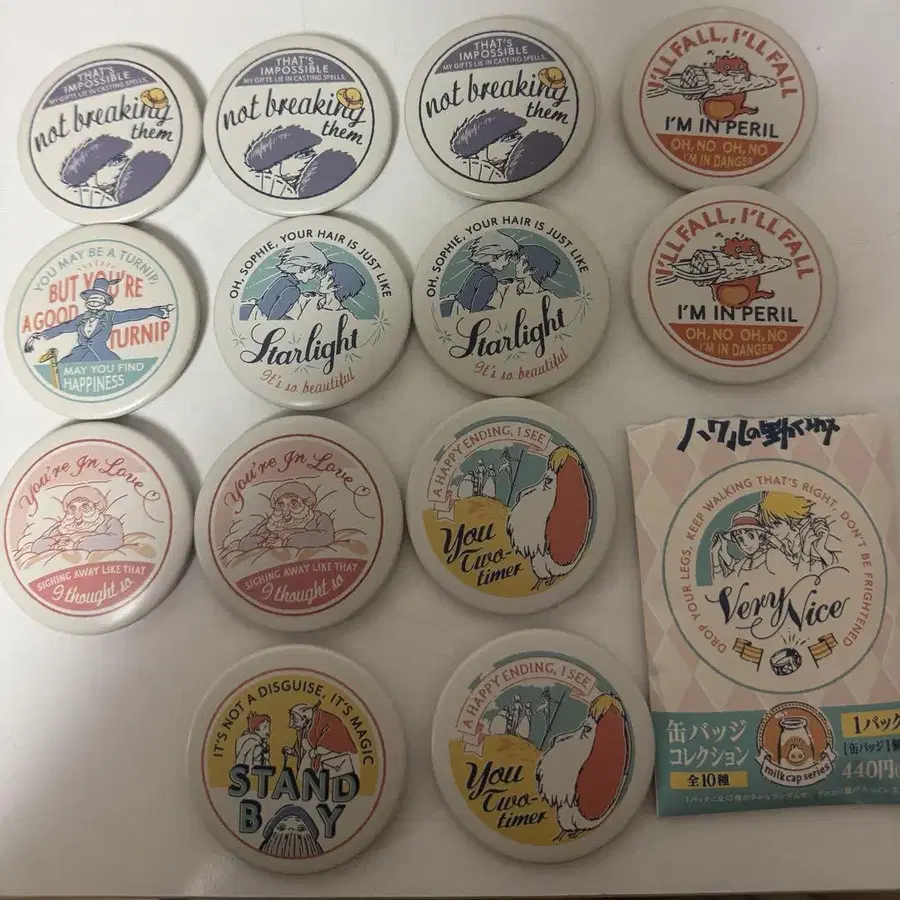 THAT'S
IMPOSSIBLE
MY GIFTS LIE IN CASTING SPELLS,
not breaking
them
THAT'S
IMPOSSIBLE
MY GIFTS LIE IN CASTING SPELLS,
not breaking
them
THAT'S
IMPOSSIBLE
MY GIFTS LIE IN CASTING SPELLS,
not breaking
them
I'LL FALL, I'LL FALL
I'M IN PERIL
OH, NO OH, NO
I'M IN DANGER
YOU MAY BE A TURNIP,
BUT YOU'RE
A GOOD
TURNIP
MAY YOU FIND
HAPPINESS
OH, SOPHIE, YOUR HAIR IS JUST LIKE
Starlight
It's so beautiful
OH, SOPHIE, YOUR HAIR IS JUST LIKE
Starlight
It's so beautiful
I'LL FALL, I'LL FALL
I'M IN PERIL
OH, NO OH, NO
I'M IN DANGER
You're In Love
SIGHING AWAY LIKE THAT
I thought so
You're In Love
SIGHING AWAY LIKE THAT
I thought so
A HAPPY ENDING, I SEE
You
Two-
timer
ハウルの動く城
DROP YOUR LEGS, KEEP WALKING THAT'S RIGHT, DON'T BE FRIGHTENED
Very Nice
缶バッジ
コレクション
全10種
milk cap series
1パック
440円
IT'S NOT A DISGUISE, IT'S MAGIC
STAND
BOY
A HAPPY ENDING, I SEE
You
Two-
timer